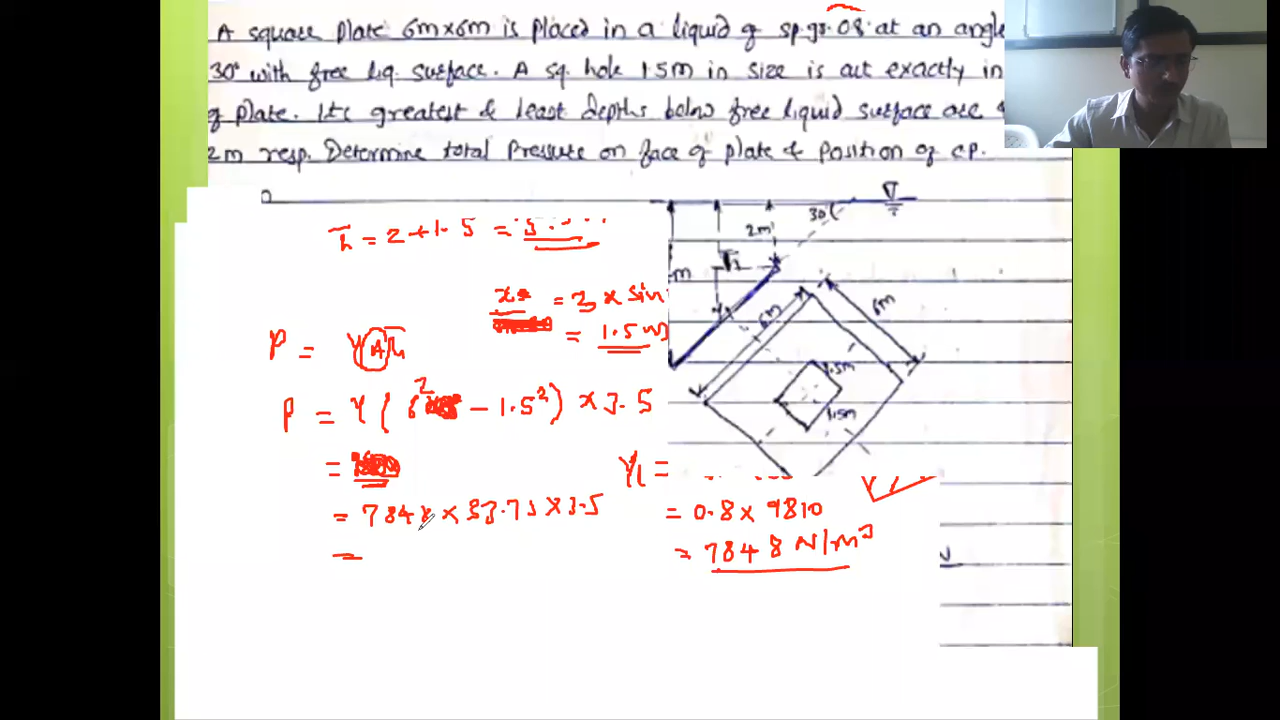 A square plate 6m×6m is placed in a liquid of sp.gr. 0.8 at an angle
30° with free liq. surface. A sq. hole 1.5m in size is cut exactly in
of plate. Its greatest & least depths below free liquid surface are
2m resp. Determine total pressure on face of plate & position of cp.
30
2m
h̄
m
h̄ = 2 + 1.5 = 3.5
x = 3 × sin
= 1.5 m
6m
6m
1.5m
1.5m
P = γAh̄
P = γ( 6² - 1.5² ) × 3.5
=
γL =
= 7848 × 33.75 × 3.5
= 0.8 × 9810
=
= 7848 N/m³